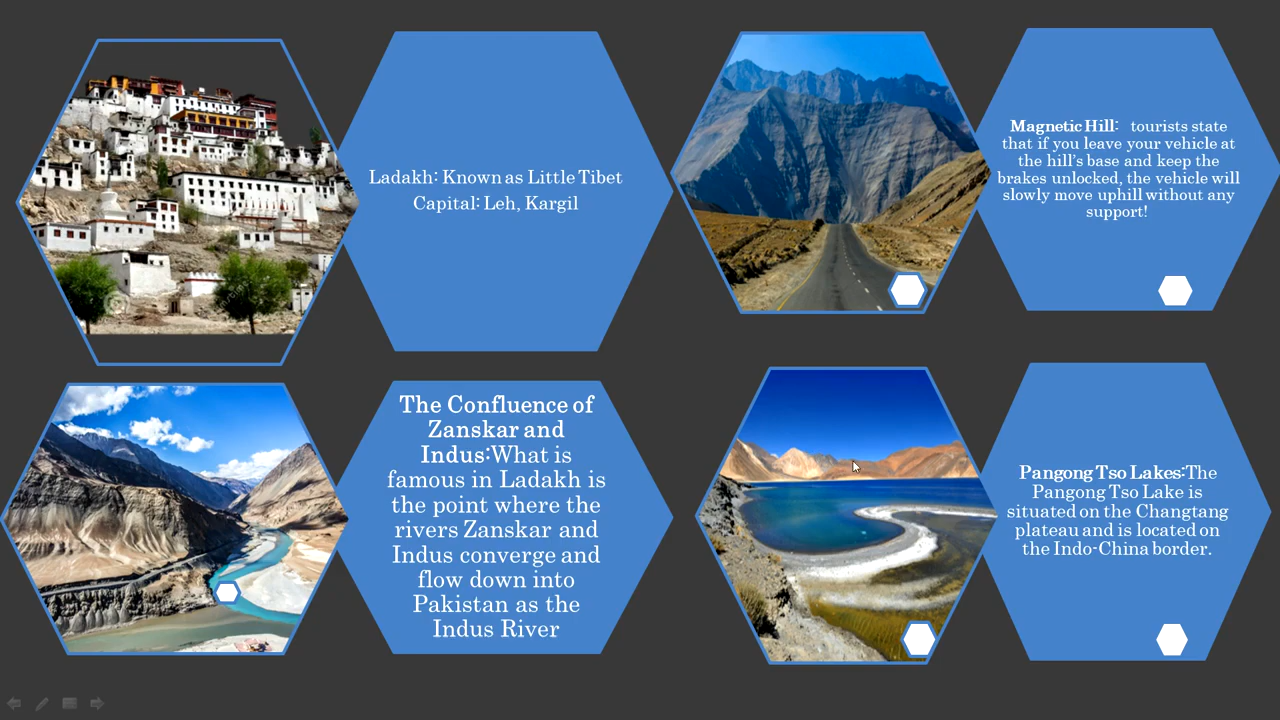 Ladakh: Known as Little Tibet
Capital: Leh, Kargil
Magnetic Hill:   tourists state
that if you leave your vehicle at
the hill's base and keep the
brakes unlocked, the vehicle will
slowly move uphill without any
support!
The Confluence of
Zanskar and
Indus:What is
famous in Ladakh is
the point where the
rivers Zanskar and
Indus converge and
flow down into
Pakistan as the
Indus River
Pangong Tso Lakes:The
Pangong Tso Lake is
situated on the Changtang
plateau and is located on
the Indo-China border.